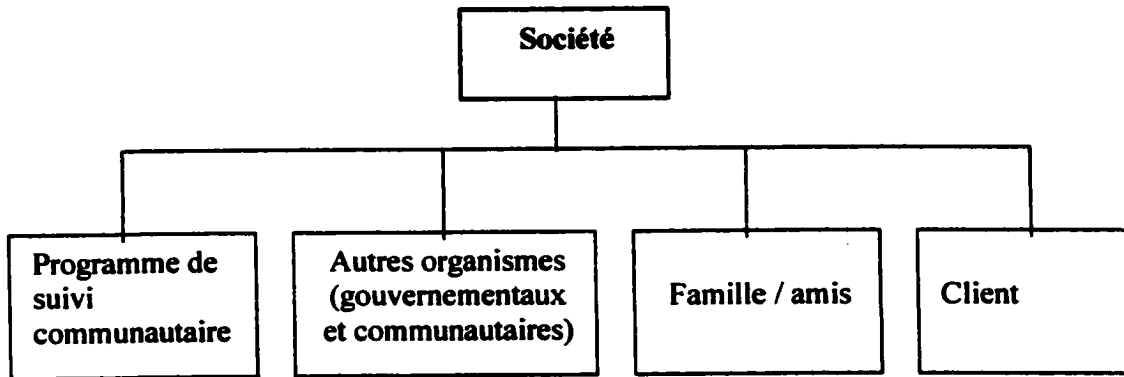 Société
Programme de
suivi
communautaire
Autres organismes
(gouvernementaux
et communautaires)
Famille / amis
Client